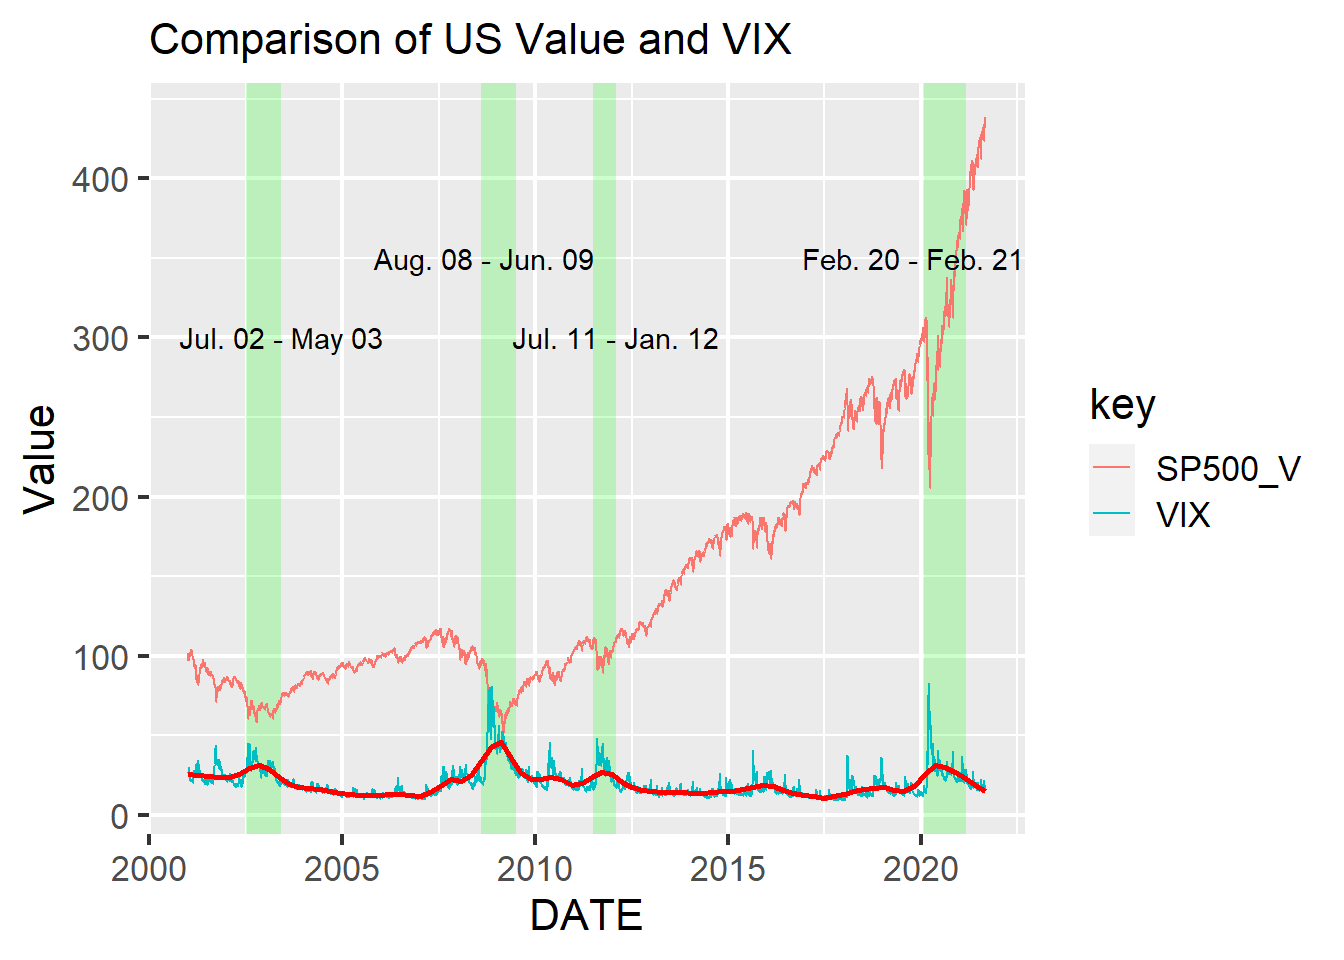 Comparison of US Value and VIX
Value
400
300
200
100
0
Aug. 08 - Jun. 09
Feb. 20 - Feb. 21
Jul. 02 - May 03
Jul. 11 - Jan. 12
2000
2005
2010
2015
2020
DATE
key
SP500_V
VIX